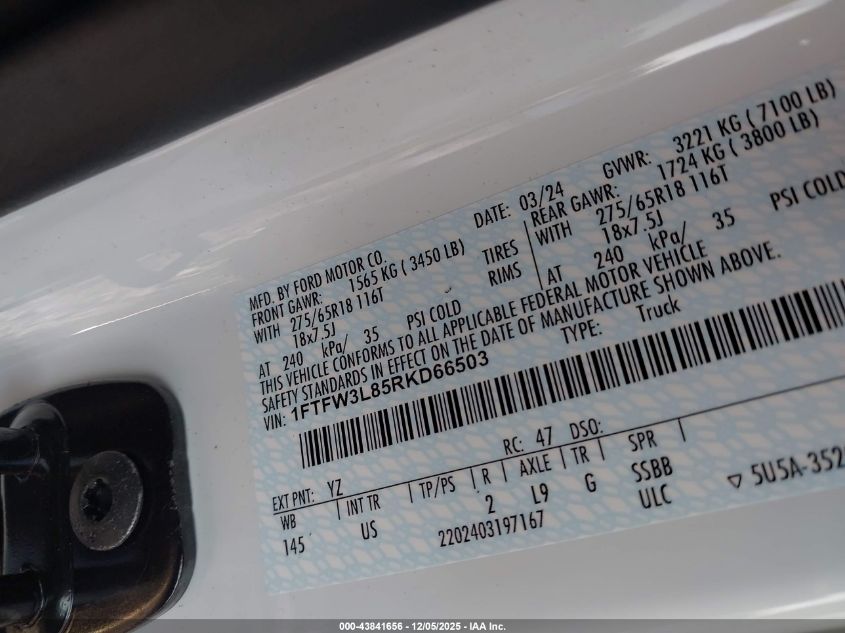 MFD. BY FORD MOTOR CO.
DATE: 03/24
GVWR: 3221 KG ( 7100 LB)
FRONT GAWR: 1565 KG ( 3450 LB)
REAR GAWR: 1724 KG ( 3800 LB)
WITH 275/65R18 116T TIRES WITH 275/65R18 116T
18x7.5J RIMS 18x7.5J
AT 240 kPa/ 35 PSI COLD AT 240 kPa/ 35 PSI COLD
THIS VEHICLE CONFORMS TO ALL APPLICABLE FEDERAL MOTOR VEHICLE
SAFETY STANDARDS IN EFFECT ON THE DATE OF MANUFACTURE SHOWN ABOVE.
VIN: 1FTFW3L85RKD66503
TYPE: Truck
EXT PNT: YZ RC: 47 DSO:
WB INT TR TP/PS R AXLE TR SPR
145 US 2 L9 G SSBB
2202403197167 ULC
5U5A-352
000-43841656 - 12/05/2025 - IAA Inc.